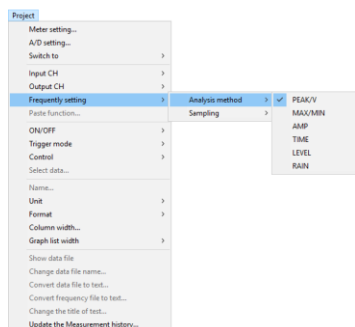 Project
Meter setting...
A/D setting...
Switch to
Input CH
Output CH
Frequently setting
Paste function...
ON/OFF
Trigger mode
Control
Select data...
Name...
Unit
Format
Column width...
Graph list width
Show data file
Change data file name...
Convert data file to text...
Convert frequency file to test...
Change the title of test...
Update the Measurement history...
Analysis method
Sampling
PEAK/V
MAX/MIN
AMP
TIME
LEVEL
RAIN